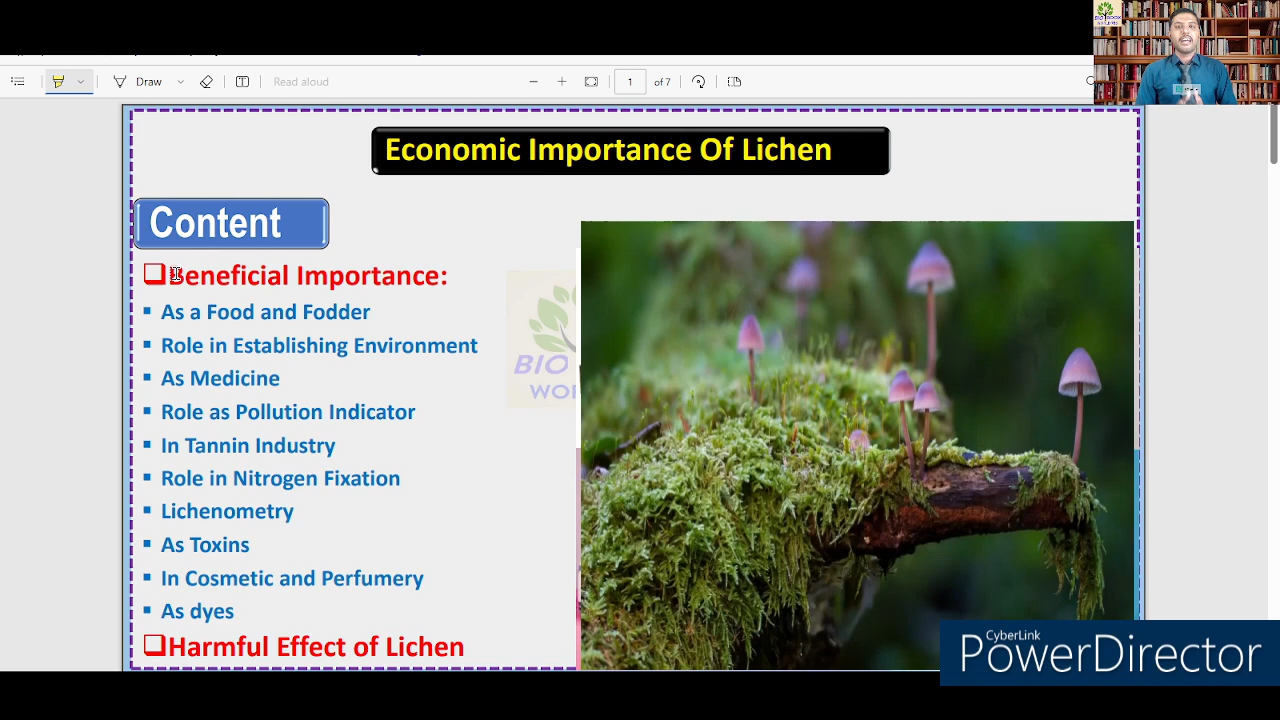 Draw
Read aloud
1 of 7
Economic Importance Of Lichen
Content
Beneficial Importance:
As a Food and Fodder
Role in Establishing Environment
As Medicine
Role as Pollution Indicator
In Tannin Industry
Role in Nitrogen Fixation
Lichenometry
As Toxins
In Cosmetic and Perfumery
As dyes
Harmful Effect of Lichen
BIO
CyberLink
PowerDirector